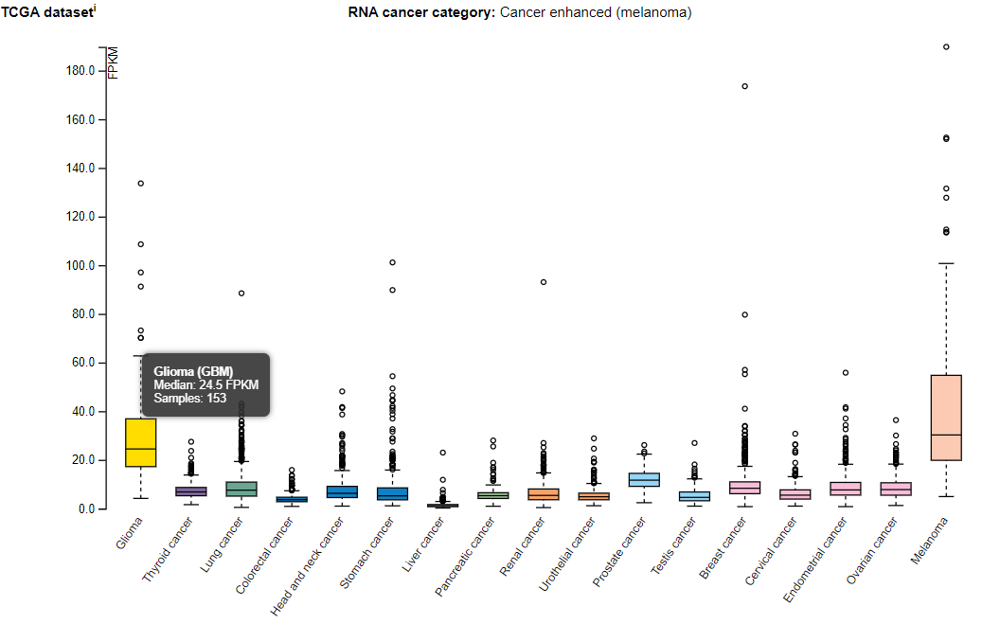 TCGA dataseti
RNA cancer category: Cancer enhanced (melanoma)
FPKM
180.0
160.0
140.0
120.0
100.0
80.0
60.0
40.0
20.0
0.0
Glioma (GBM)
Median: 24.5 FPKM
Samples: 153
Glioma
Thyroid cancer
Lung cancer
Colorectal cancer
Head and neck cancer
Stomach cancer
Liver cancer
Pancreatic cancer
Renal cancer
Urothelial cancer
Prostate cancer
Testis cancer
Breast cancer
Cervical cancer
Endometrial cancer
Ovarian cancer
Melanoma